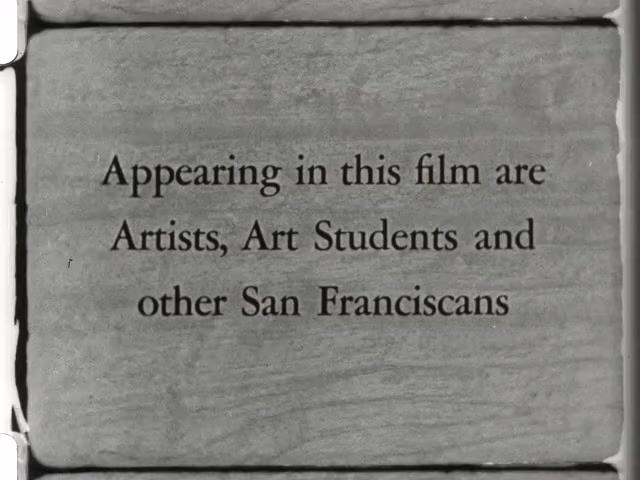 Appearing in this film are
Artists, Art Students and
other San Franciscans